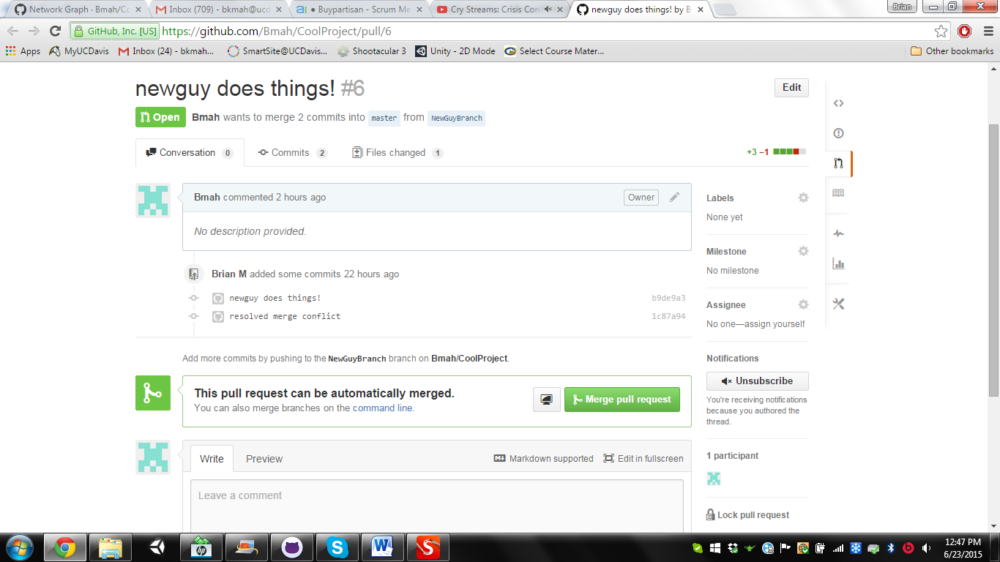 Network Graph · Bmah/Co
Inbox (709) - bkmah@ucd
• Buypartisan - Scrum Me
Cry Streams: Crisis Core
newguy does things! by B
Brian
GitHub, Inc. [US]
https://github.com/Bmah/CoolProject/pull/6
Apps
MyUCDavis
Inbox (24) - bkmah...
SmartSite@UCDavis...
Shootacular 3
Unity - 2D Mode
Select Course Mater...
Other bookmarks
newguy does things! #6
Edit
Open
Bmah wants to merge 2 commits into master from NewGuyBranch
Conversation 0
Commits 2
Files changed 1
+3 −1
Bmah commented 2 hours ago
Owner
No description provided.
Brian M added some commits 22 hours ago
newguy does things! b9de9a3
resolved merge conflict 1c87a94
Add more commits by pushing to the NewGuyBranch branch on Bmah/CoolProject.
This pull request can be automatically merged.
You can also merge branches on the command line.
Merge pull request
Write
Preview
Markdown supported
Edit in fullscreen
Leave a comment
Labels
None yet
Milestone
No milestone
Assignee
No one—assign yourself
Notifications
Unsubscribe
You're receiving notifications
because you authored the
thread.
1 participant
Lock pull request
12:47 PM
6/23/2015